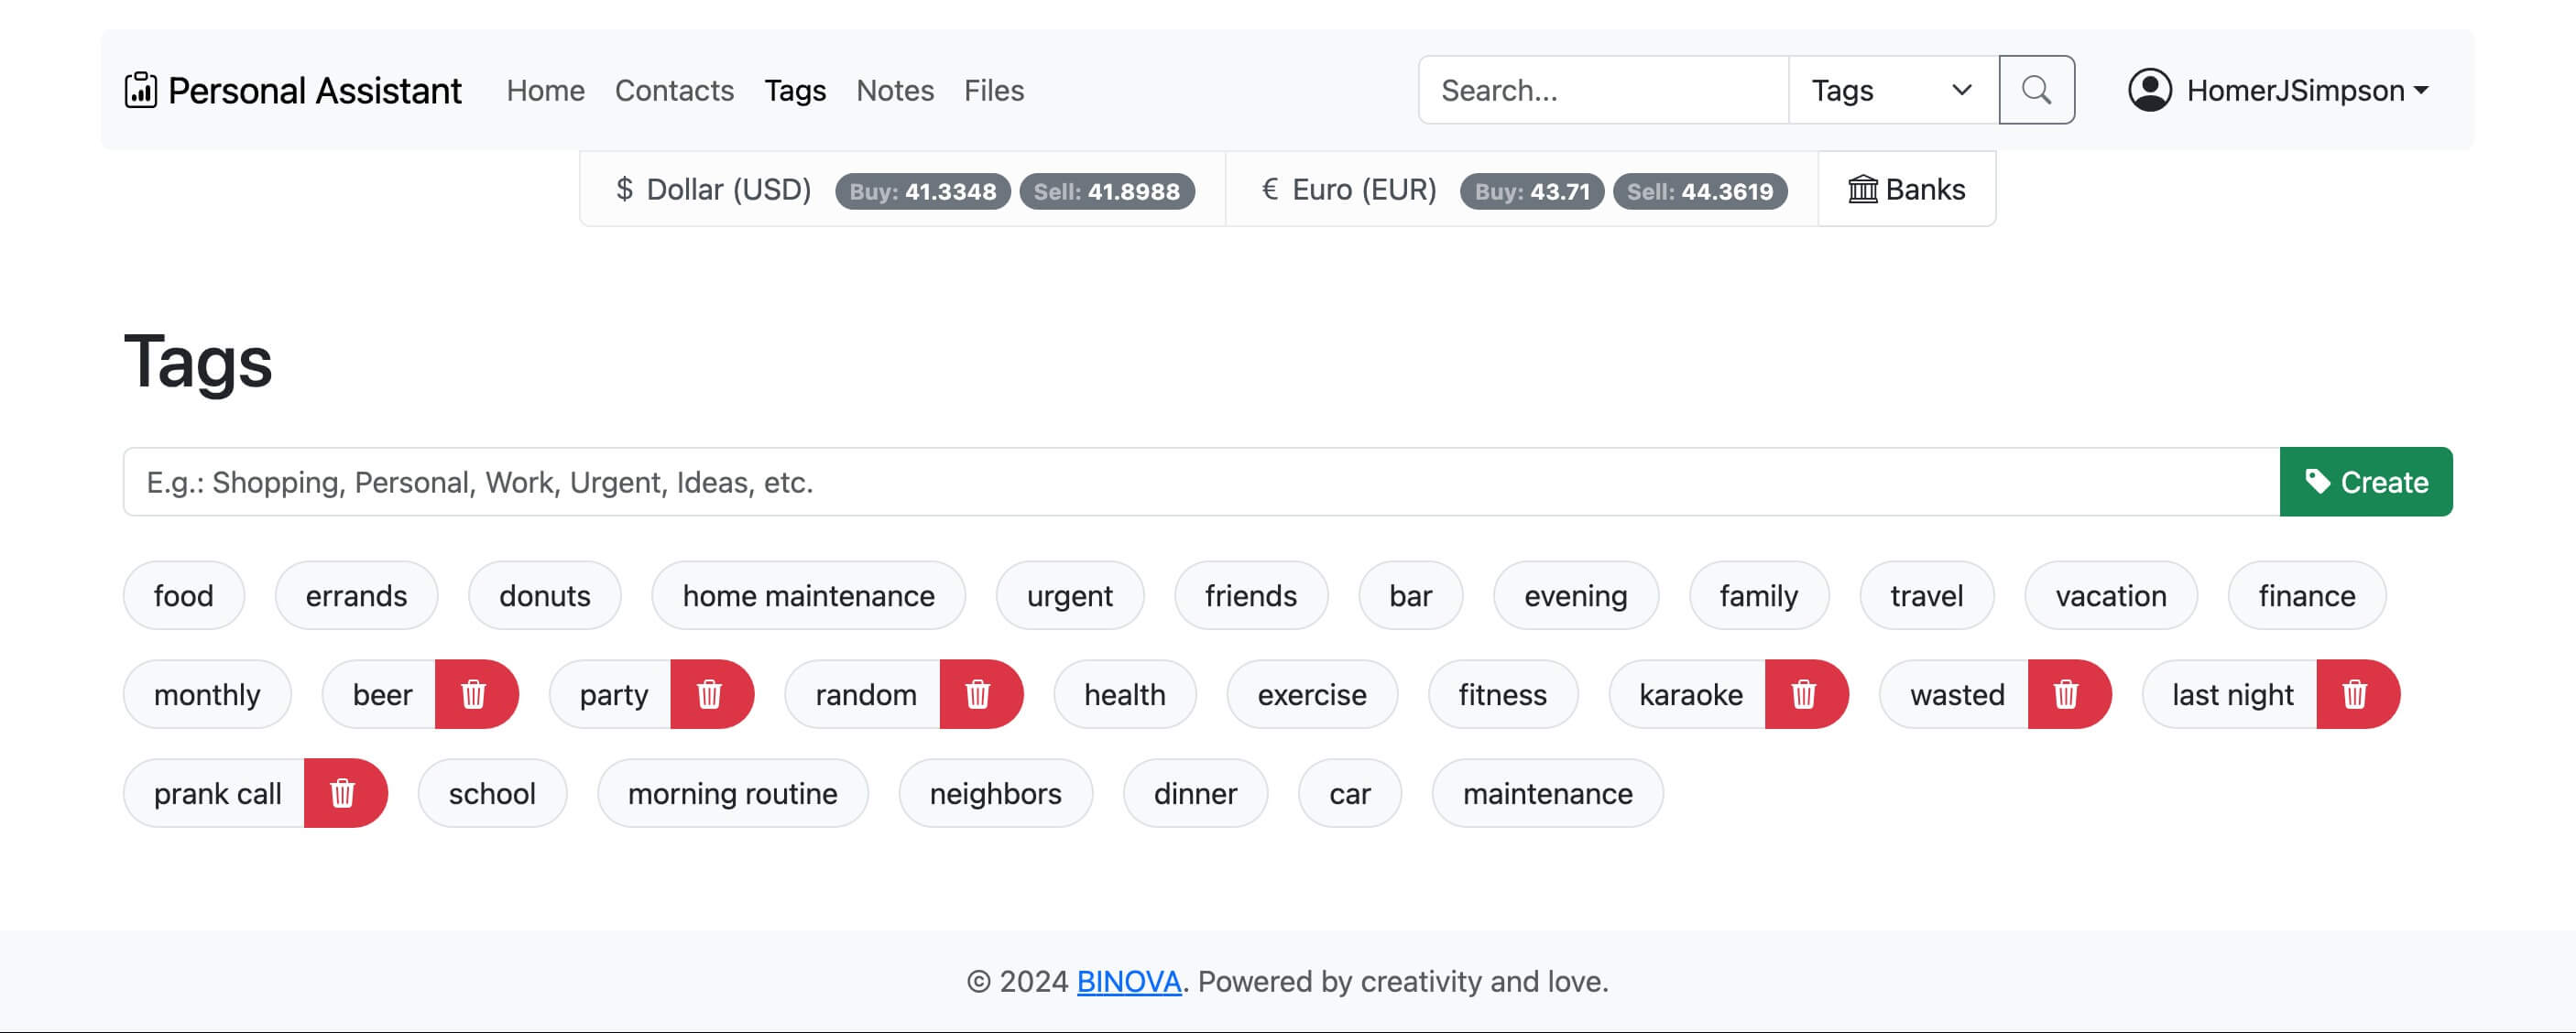 Personal Assistant Home Contacts Tags Notes Files Search... Tags HomerJSimpson
$ Dollar (USD) Buy: 41.3348 Sell: 41.8988 € Euro (EUR) Buy: 43.71 Sell: 44.3619 Banks
Tags
E.g.: Shopping, Personal, Work, Urgent, Ideas, etc. Create
food errands donuts home maintenance urgent friends bar evening family travel vacation finance
monthly beer party random health exercise fitness karaoke wasted last night
prank call school morning routine neighbors dinner car maintenance
© 2024 BINOVA. Powered by creativity and love.